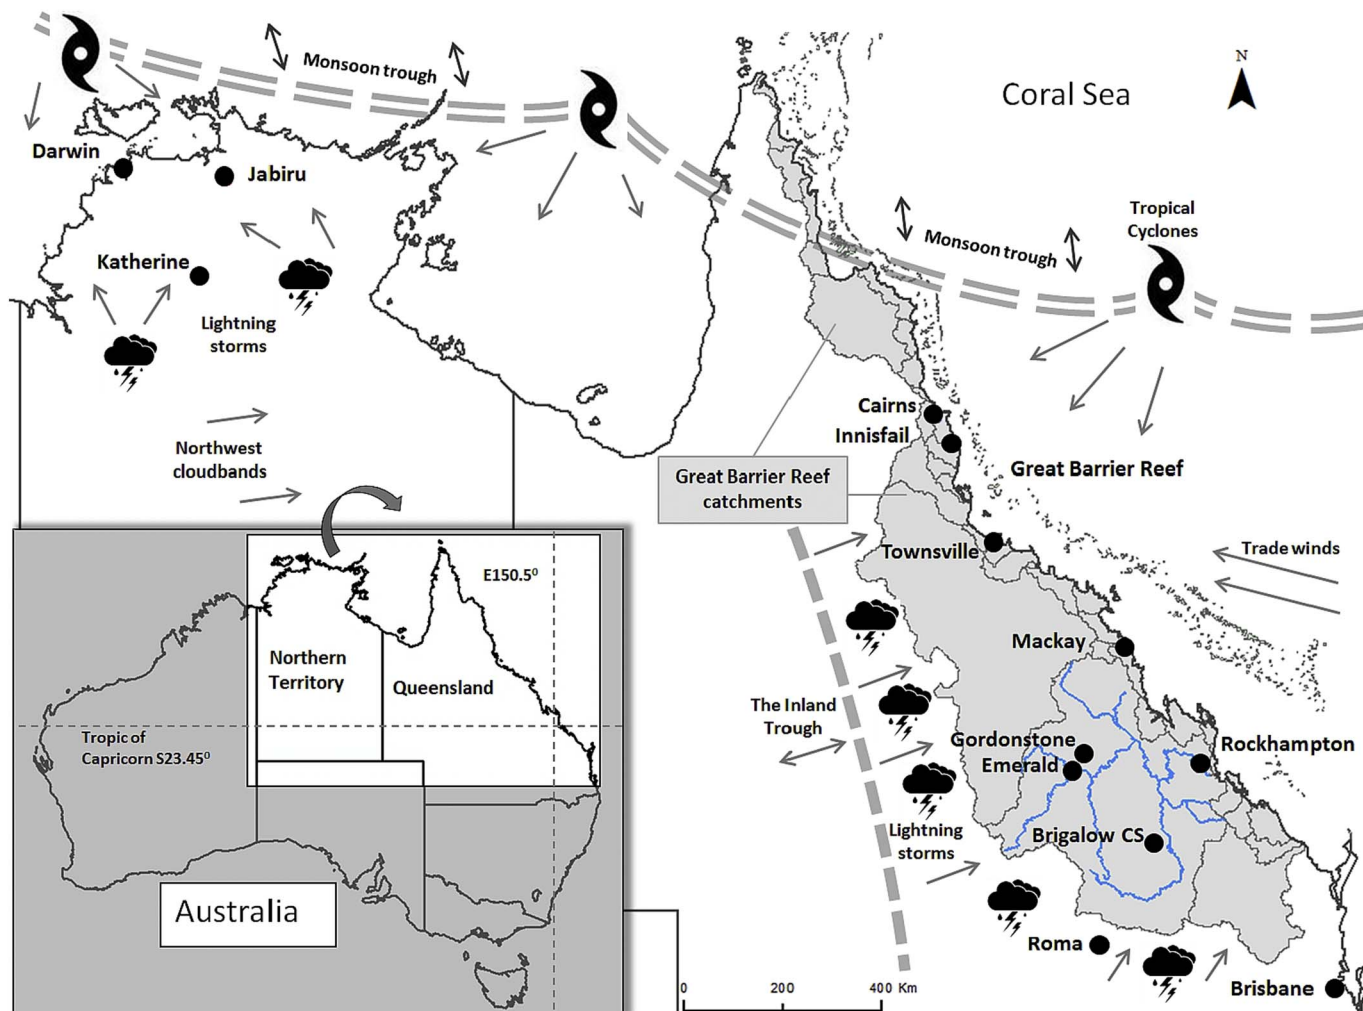 Monsoon trough
N
Coral Sea
Darwin
Jabiru
Tropical
Cyclones
Monsoon trough
Katherine
Lightning
storms
Cairns
Innisfail
Northwest
cloudbands
Great Barrier Reef
catchments
Great Barrier Reef
Townsville
Trade winds
E150.5⁰
Mackay
Northern
Territory
Queensland
The Inland
Trough
Tropic of
Capricorn S23.45⁰
Gordonstone
Emerald
Rockhampton
Lightning
storms
Brigalow CS
Australia
Roma
Brisbane
0
200
400 Km